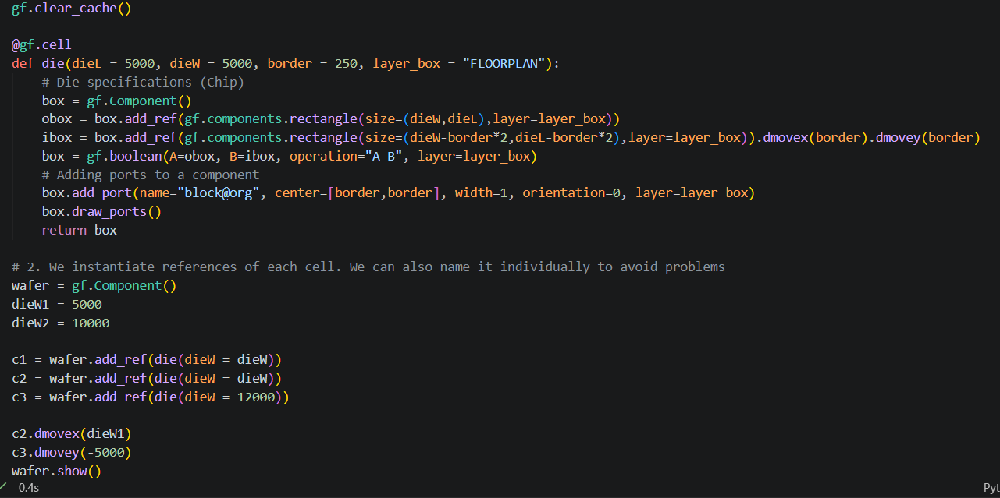 gf.clear_cache()
@gf.cell
def die(dieL = 5000, dieW = 5000, border = 250, layer_box = "FLOORPLAN"):
    # Die specifications (Chip)
    box = gf.Component()
    obox = box.add_ref(gf.components.rectangle(size=(dieW,dieL),layer=layer_box))
    ibox = box.add_ref(gf.components.rectangle(size=(dieW-border*2,dieL-border*2),layer=layer_box)).dmovex(border).dmovey(border)
    box = gf.boolean(A=obox, B=ibox, operation="A-B", layer=layer_box)
    # Adding ports to a component
    box.add_port(name="block@org", center=[border,border], width=1, orientation=0, layer=layer_box)
    box.draw_ports()
    return box
# 2. We instantiate references of each cell. We can also name it individually to avoid problems
wafer = gf.Component()
dieW1 = 5000
dieW2 = 10000
c1 = wafer.add_ref(die(dieW = dieW))
c2 = wafer.add_ref(die(dieW = dieW))
c3 = wafer.add_ref(die(dieW = 12000))
c2.dmovex(dieW1)
c3.dmovey(-5000)
wafer.show()
0.4s Pyt